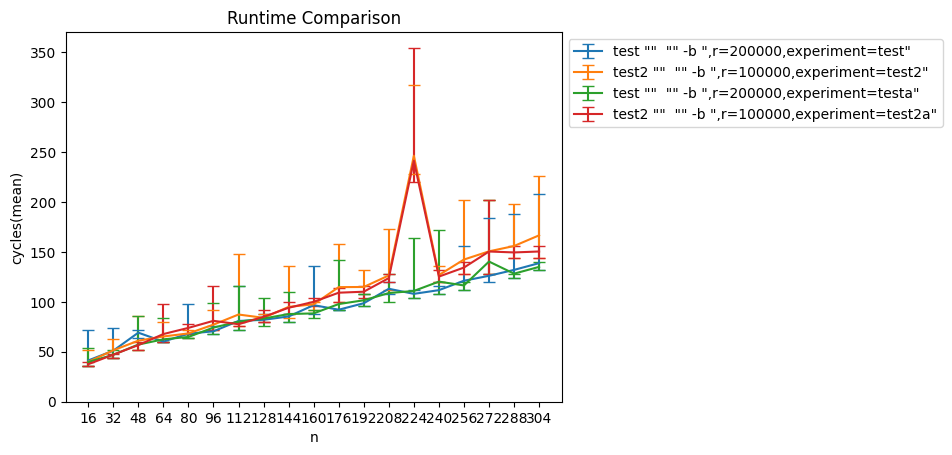 Runtime Comparison
350
300
250
200
150
100
50
0
cycles(mean)
16 32 48 64 80 96 112 128 144 160 176 192 208 224 240 256 272 288 304
n
test ""  "" -b ",r=200000,experiment=test"
test2 ""  "" -b ",r=100000,experiment=test2"
test ""  "" -b ",r=200000,experiment=testa"
test2 ""  "" -b ",r=100000,experiment=test2a"